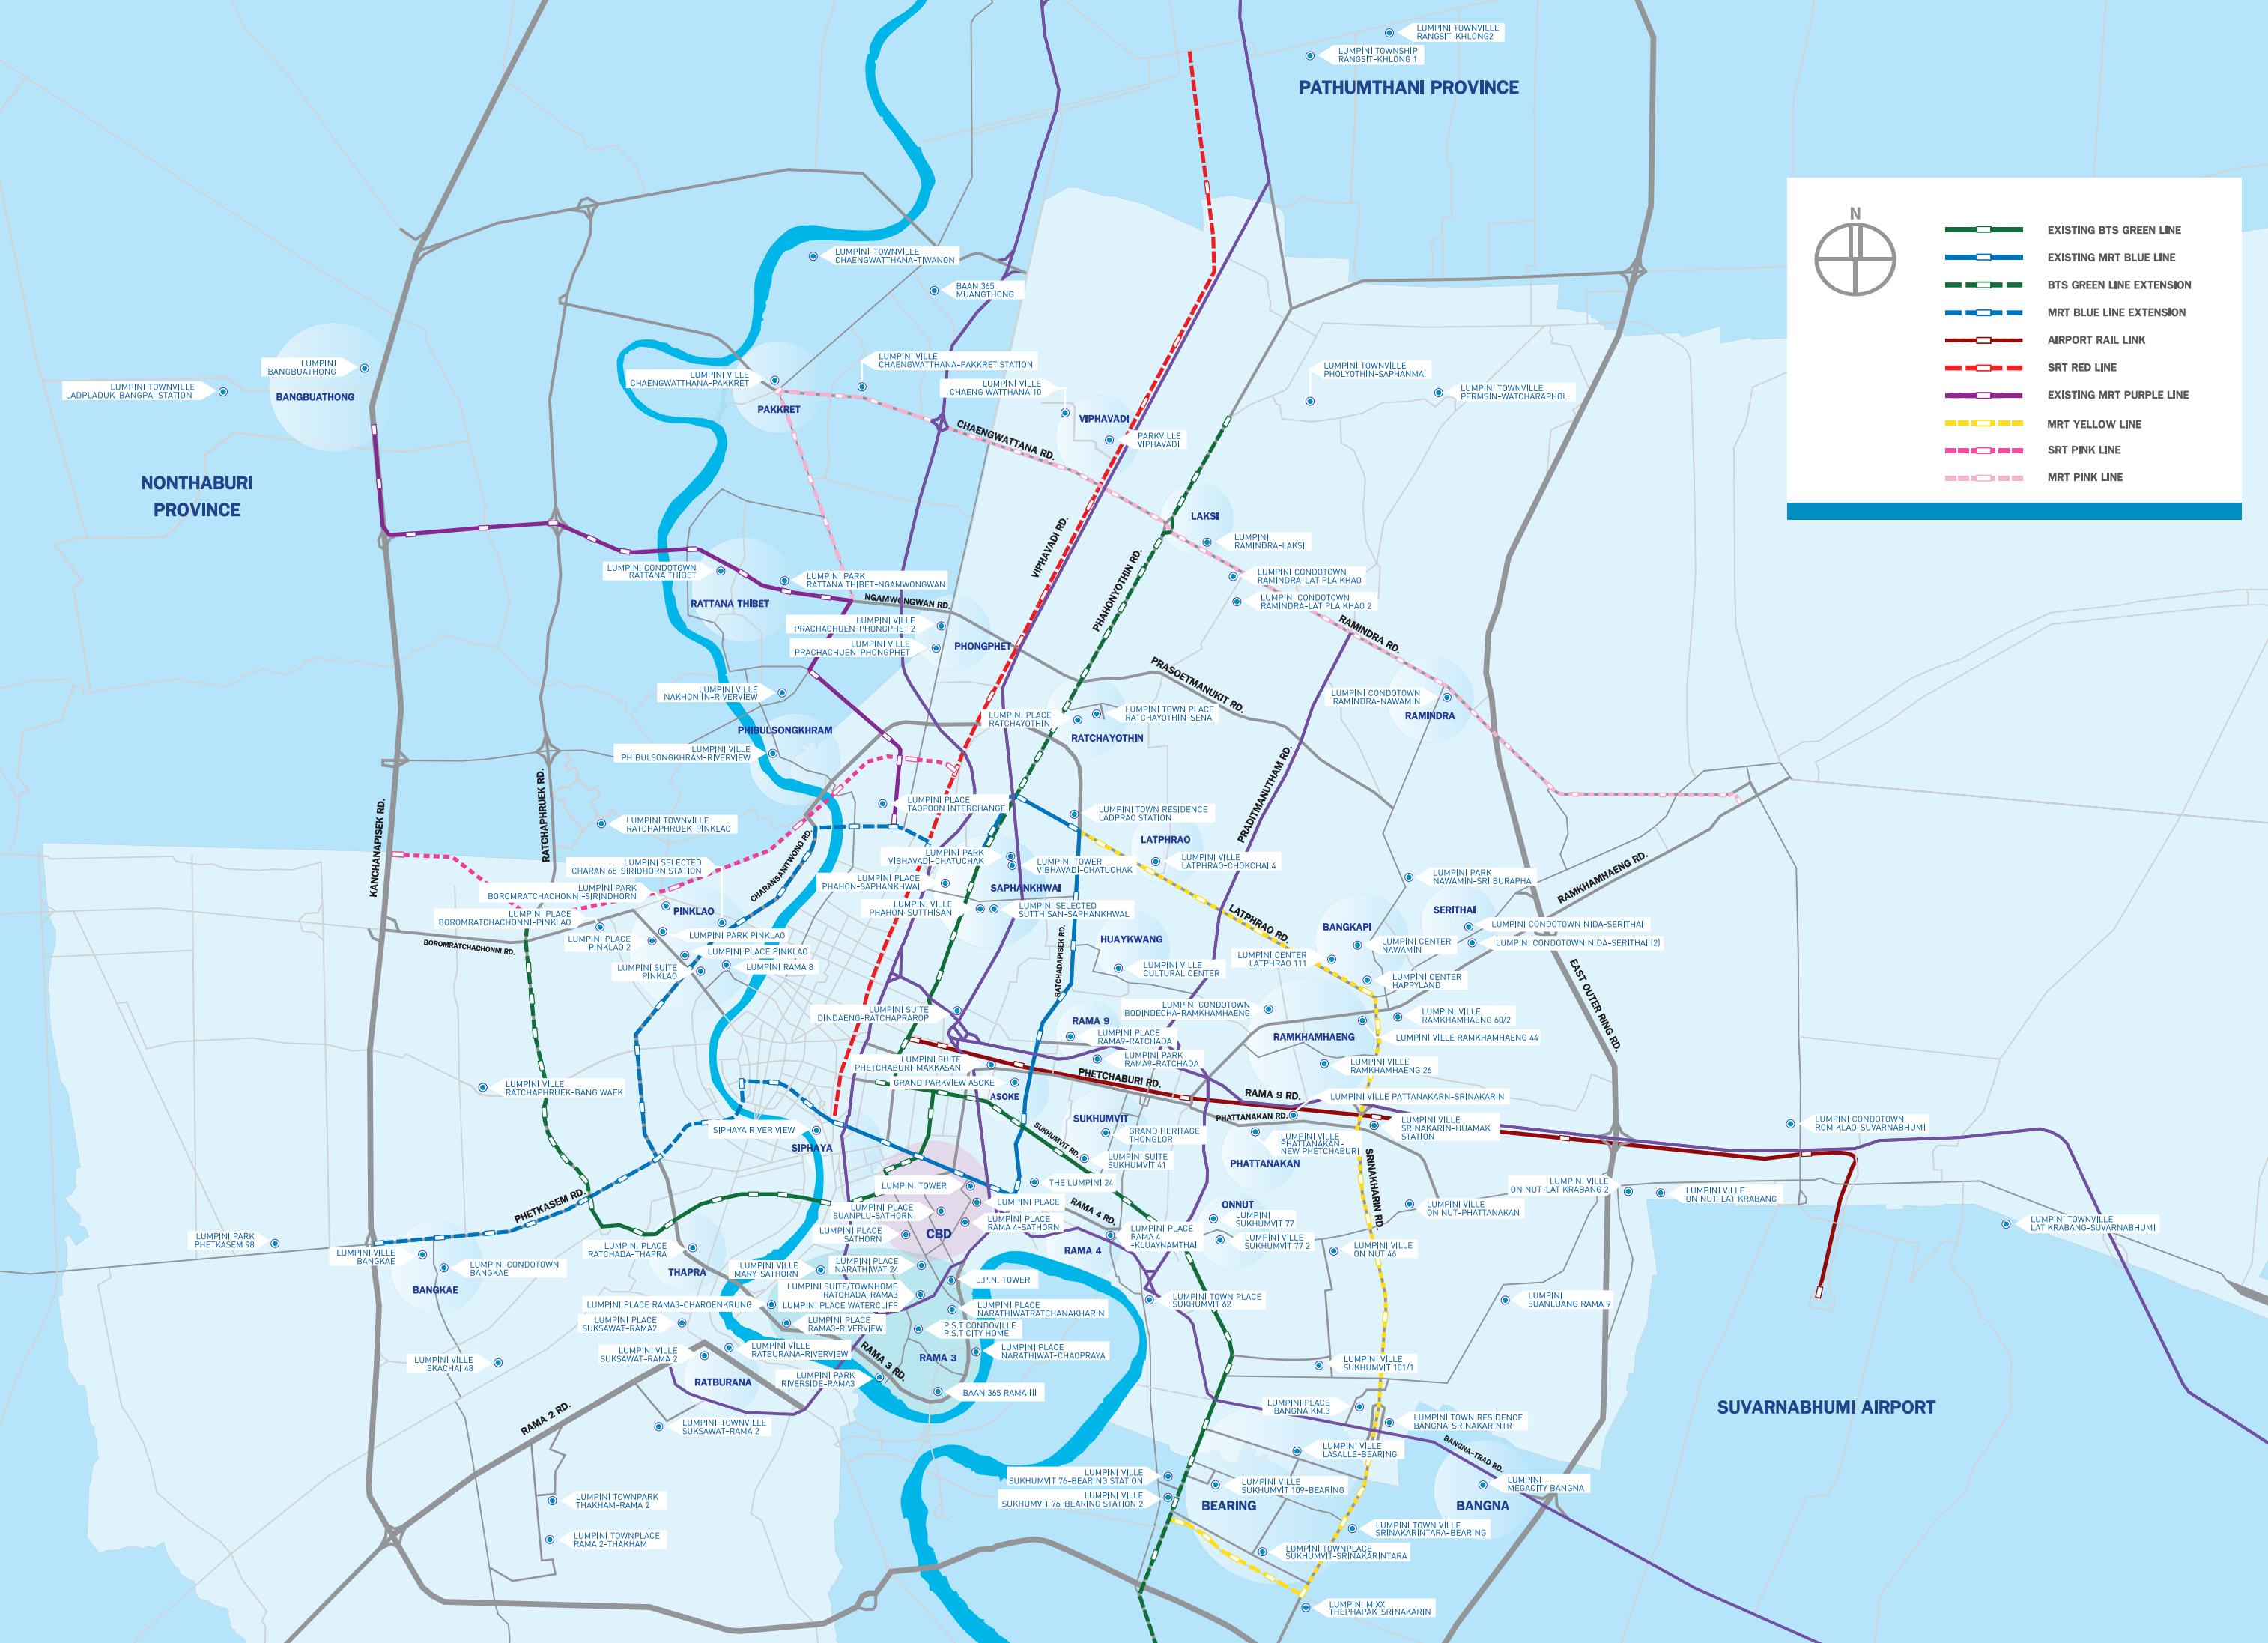 LUMPINI TOWNVILLE
RANGSIT-KHLONG2
LUMPINI TOWNSHIP
RANGSIT-KHLONG 1
PATHUMTHANI PROVINCE
N
EXISTING BTS GREEN LINE
EXISTING MRT BLUE LINE
BTS GREEN LINE EXTENSION
MRT BLUE LINE EXTENSION
AIRPORT RAIL LINK
SRT RED LINE
EXISTING MRT PURPLE LINE
MRT YELLOW LINE
SRT PINK LINE
MRT PINK LINE
LUMPINI-TOWNVILLE
CHAENGWATTHANA-TIWANON
BAAN 365
MUANGTHONG
LUMPINI
BANGBUATHONG
LUMPINI TOWNVILLE
LADPLADUK-BANGPAI STATION
BANGBUATHONG
LUMPINI VILLE
CHAENGWATTHANA-PAKKRET
PAKKRET
LUMPINI VILLE
CHAENGWATTHANA-PAKKRET STATION
LUMPINI VILLE
CHAENG WATTHANA 10
VIPHAVADI
PARKVILLE
VIPHAVADI
CHAENGWATTANA RD.
LUMPINI TOWNVILLE
PHOLYOTHIN-SAPHANMAI
LUMPINI TOWNVILLE
PERMSIN-WATCHARAPHOL
NONTHABURI
PROVINCE
LAKSI
LUMPINI
RAMINDRA-LAKSI
VIPHAVADI RD.
PHAHONYOTHIN RD.
LUMPINI CONDOTOWN
RATTANA THIBET
LUMPINI PARK
RATTANA THIBET-NGAMWONGWAN
RATTANA THIBET
NGAMWONGWAN RD.
LUMPINI CONDOTOWN
RAMINDRA-LAT PLA KHAO
LUMPINI CONDOTOWN
RAMINDRA-LAT PLA KHAO 2
RAMINDRA RD.
LUMPINI VILLE
PRACHACHUEN-PHONGPHET 2
LUMPINI VILLE
PRACHACHUEN-PHONGPHET
PHONGPHET
PRASOETMANUKIT RD.
LUMPINI VILLE
NAKHON IN-RIVERVIEW
LUMPINI CONDOTOWN
RAMINDRA-NAWAMIN
RAMINDRA
LUMPINI PLACE
RATCHAYOTHIN
LUMPINI TOWN PLACE
RATCHAYOTHIN-SENA
RATCHAYOTHIN
PHIBULSONGKHRAM
LUMPINI VILLE
PHIBULSONGKHRAM-RIVERVIEW
PRADITMANUTHAM RD.
KANCHANAPISEK RD.
RATCHAPHRUEK RD.
LUMPINI PLACE
TAOPOON INTERCHANGE
LUMPINI TOWN RESIDENCE
LADPRAO STATION
LUMPINI TOWNVILLE
RATCHAPHRUEK-PINKLAO
CHARANSANITWONG RD.
LATPHRAO
LUMPINI VILLE
LATPHRAO-CHOKCHAI 4
LUMPINI PARK
VIBHAVADI-CHATUCHAK
LUMPINI TOWER
VIBHAVADI-CHATUCHAK
LUMPINI SELECTED
CHARAN 65-SIRIDHORN STATION
LUMPINI PLACE
PHAHON-SAPHANKHWAI
SAPHANKHWAI
LUMPINI PARK
NAWAMIN-SRI BURAPHA
RAMKHAMHAENG RD.
LUMPINI PARK
BOROMRATCHACHONNI-SIRINDHORN
LUMPINI VILLE
PHAHON-SUTTHISAN
LUMPINI SELECTED
SUTTHISAN-SAPHANKHWAL
PINKLAO
LUMPINI PLACE
BOROMRATCHACHONNI-PINKLAO
SERITHAI
LATPHRAO RD.
BANGKAPI
LUMPINI CONDOTOWN NIDA-SERITHAI
LUMPINI CONDOTOWN NIDA-SERITHAI (2)
LUMPINI PARK PINKLAO
LUMPINI PLACE
PINKLAO 2
BOROMRATCHACHONNI RD.
LUMPINI PLACE PINKLAO
LUMPINI SUITE
PINKLAO
LUMPINI RAMA 8
RATCHADAPISEK RD.
HUAYKWANG
LUMPINI VILLE
CULTURAL CENTER
LUMPINI CENTER
NAWAMIN
LUMPINI CENTER
LATPHRAO 111
LUMPINI CENTER
HAPPYLAND
EAST OUTER RING RD.
LUMPINI SUITE
DINDAENG-RATCHAPRAROP
RAMA 9
LUMPINI CONDOTOWN
BODINDECHA-RAMKHAMHAENG
LUMPINI VILLE
RAMKHAMHAENG 60/2
LUMPINI PLACE
RAMA9-RATCHADA
RAMKHAMHAENG
LUMPINI VILLE RAMKHAMHAENG 44
LUMPINI PARK
RAMA9-RATCHADA
LUMPINI VILLE
RAMKHAMHAENG 26
LUMPINI SUITE
PHETCHABURI-MAKKASAN
PHETCHABURI RD.
GRAND PARKVIEW ASOKE
ASOKE
LUMPINI VILLE
RATCHAPHRUEK-BANG WAEK
RAMA 9 RD.
LUMPINI VILLE PATTANAKARN-SRINAKARIN
SUKHUMVIT
PHATTANAKAN RD.
SIPHAYA RIVER VIEW
SIPHAYA
SUKHUMVIT RD.
GRAND HERITAGE
THONGLOR
LUMPINI VILLE
PHATTANAKAN-
NEW PHETCHABURI
LUMPINI VILLE
SRINAKARIN-HUAMAK
STATION
LUMPINI CONDOTOWN
ROM KLAO-SUVARNABHUMI
PHATTANAKAN
SRINAKHARIN RD.
LUMPINI SUITE
SUKHUMVIT 41
LUMPINI TOWER
THE LUMPINI 24
LUMPINI VILLE
ON NUT-LAT KRABANG 2
LUMPINI VILLE
ON NUT-LAT KRABANG
PHETKASEM RD.
LUMPINI PLACE
LUMPINI PLACE
SUANPLU-SATHORN
LUMPINI PLACE
RAMA 4-SATHORN
RAMA 4 RD.
ONNUT
LUMPINI
SUKHUMVIT 77
LUMPINI VILLE
ON NUT-PHATTANAKAN
LUMPINI TOWNVILLE
LAT KRABANG-SUVARNABHUMI
LUMPINI PLACE
SATHORN
CBD
RAMA 4
LUMPINI PLACE
RAMA 4
-KLUAYNAMTHAI
LUMPINI VILLE
SUKHUMVIT 77 2
LUMPINI VILLE
ON NUT 46
LUMPINI PARK
PHETKASEM 98
LUMPINI VILLE
BANGKAE
LUMPINI CONDOTOWN
BANGKAE
BANGKAE
LUMPINI PLACE
RATCHADA-THAPRA
THAPRA
LUMPINI VILLE
MARY-SATHORN
LUMPINI PLACE
NARATHIWAT 24
L.P.N. TOWER
LUMPINI SUITE/TOWNHOME
RATCHADA-RAMA3
LUMPINI PLACE RAMA3-CHAROENKRUNG
LUMPINI PLACE WATERCLIFF
LUMPINI PLACE
NARATHIWATRATCHANAKHARIN
LUMPINI TOWN PLACE
SUKHUMVIT 62
LUMPINI
SUANLUANG RAMA 9
LUMPINI PLACE
SUKSAWAT-RAMA2
LUMPINI PLACE
RAMA3-RIVERVIEW
P.S.T CONDOVILLE
P.S.T CITY HOME
LUMPINI VILLE
SUKSAWAT-RAMA 2
LUMPINI VILLE
RATBURANA-RIVERVIEW
RAMA 3 RD.
RAMA 3
LUMPINI PLACE
NARATHIWAT-CHAOPRAYA
LUMPINI VILLE
EKACHAI 48
LUMPINI VILLE
SUKHUMVIT 101/1
RATBURANA
LUMPINI PARK
RIVERSIDE-RAMA3
BAAN 365 RAMA III
RAMA 2 RD.
LUMPINI-TOWNVILLE
SUKSAWAT-RAMA 2
LUMPINI PLACE
BANGNA KM.3
LUMPINI TOWN RESIDENCE
BANGNA-SRINAKARINTR
SUVARNABHUMI AIRPORT
BANGNA-TRAD RD.
LUMPINI VILLE
LASALLE-BEARING
LUMPINI VILLE
SUKHUMVIT 76-BEARING STATION
LUMPINI VILLE
SUKHUMVIT 109-BEARING
LUMPINI
MEGACITY BANGNA
LUMPINI VILLE
SUKHUMVIT 76-BEARING STATION 2
BEARING
BANGNA
LUMPINI TOWNPARK
THAKHAM-RAMA 2
LUMPINI TOWN VILLE
SRINAKARINTARA-BEARING
LUMPINI TOWNPLACE
RAMA 2-THAKHAM
LUMPINI TOWNPLACE
SUKHUMVIT-SRINAKARINTARA
LUMPINI MIXX
THEPHAPAK-SRINAKARIN